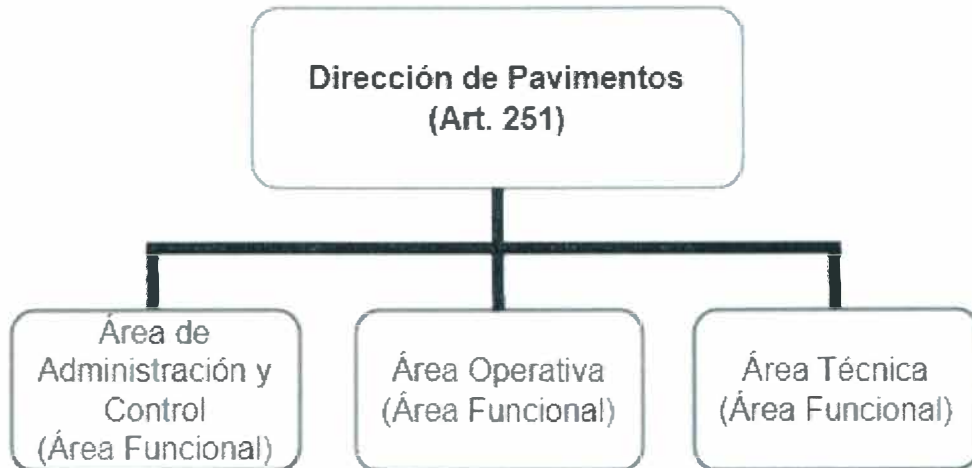 Dirección de Pavimentos
(Art. 251)
Área de
Administración y
Control
(Área Funcional)
Área Operativa
(Área Funcional)
Área Técnica
(Área Funcional)